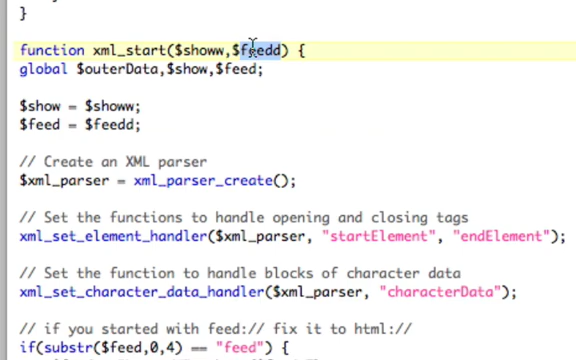 }
function xml_start($showw,$feedd) {
global $outerData,$show,$feed;
$show = $showw;
$feed = $feedd;
// Create an XML parser
$xml_parser = xml_parser_create();
// Set the functions to handle opening and closing tags
xml_set_element_handler($xml_parser, "startElement", "endElement");
// Set the function to handle blocks of character data
xml_set_character_data_handler($xml_parser, "characterData");
// if you started with feed:// fix it to html://
if(substr($feed,0,4) == "feed") {